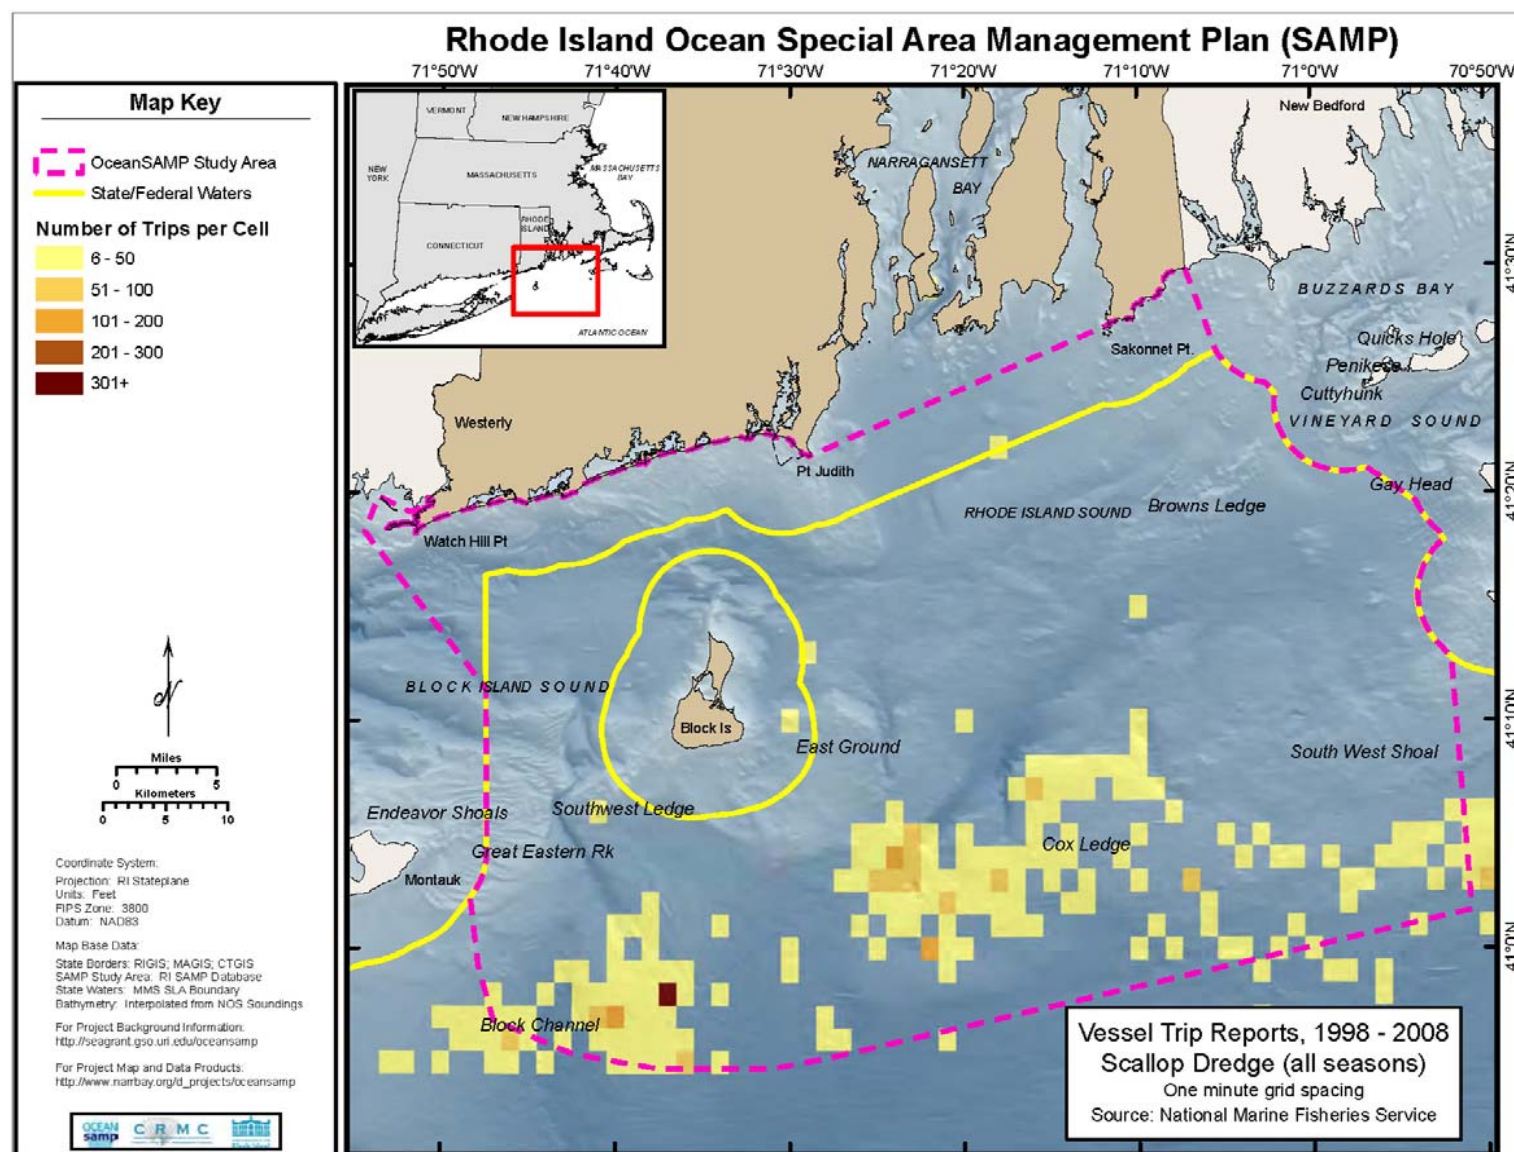 Rhode Island Ocean Special Area Management Plan (SAMP)
71°50'W 71°40'W 71°30'W 71°20'W 71°10'W 71°0'W 70°50'W
Map Key
OceanSAMP Study Area
State/Federal Waters
Number of Trips per Cell
6 - 50
51 - 100
101 - 200
201 - 300
301+
N
Miles
0 5
Kilometers
0 5 10
Coordinate System:
Projection: RI Stateplane
Units: Feet
FIPS Zone: 3800
Datum: NAD83
Map Base Data:
State Borders: RIGIS; MAGIS; CTGIS
SAMP Study Area: RI SAMP Database
State Waters: MMS SLA Boundary
Bathymetry: Interpolated from NOS Soundings
For Project Background Information:
http://seagrant.gso.uri.edu/oceansamp
For Project Map and Data Products:
http://www.narrbay.org/d_projects/oceansamp
OCEAN
samp
CRMC
VERMONT
NEW HAMPSHIRE
NEW
YORK
MASSACHUSETTS
MASSACHUSETTS
BAY
RHODE
ISLAND
CONNECTICUT
ATLANTIC OCEAN
New Bedford
NARRAGANSETT
BAY
41°30'N
BUZZARDS BAY
Quicks Hole
Sakonnet Pt.
Penikese I
Cuttyhunk
Westerly
VINEYARD SOUND
Pt Judith
Gay Head
41°20'N
Browns Ledge
RHODE ISLAND SOUND
Watch Hill Pt
BLOCK ISLAND SOUND
Block Is
41°10'N
East Ground
South West Shoal
Endeavor Shoals
Southwest Ledge
Cox Ledge
Great Eastern Rk
Montauk
41°0'N
Block Channel
Vessel Trip Reports, 1998 - 2008
Scallop Dredge (all seasons)
One minute grid spacing
Source: National Marine Fisheries Service